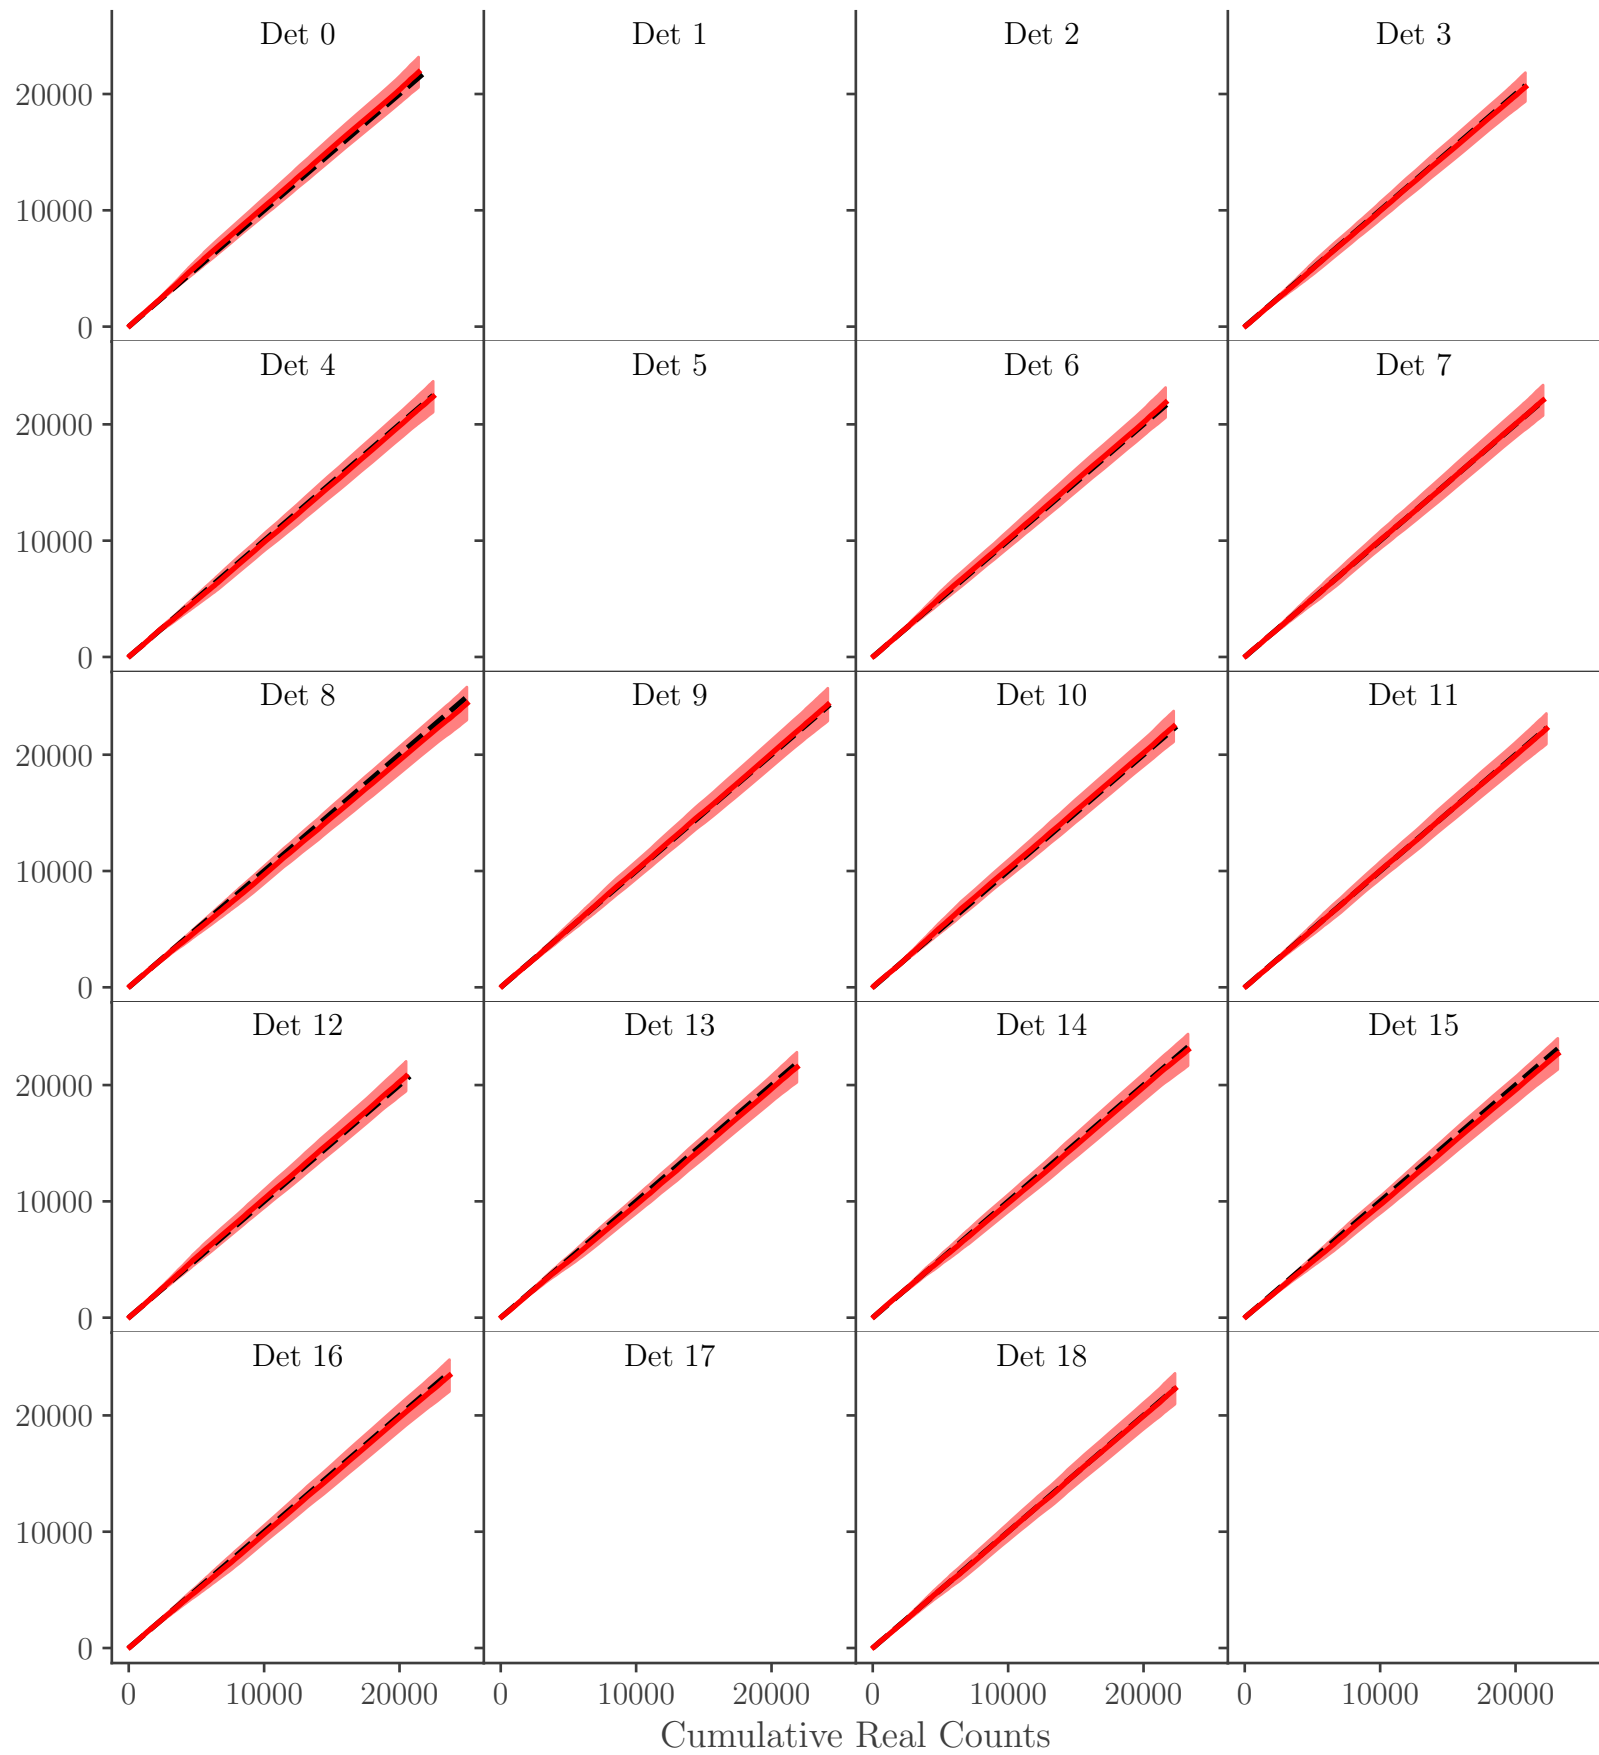 Det 0 Det 1 Det 2 Det 3
20000
10000
0
Det 4 Det 5 Det 6 Det 7
20000
10000
0
Det 8 Det 9 Det 10 Det 11
20000
10000
0
Det 12 Det 13 Det 14 Det 15
20000
10000
0
Det 16 Det 17 Det 18
20000
10000
0
0 10000 20000 0 10000 20000 0 10000 20000 0 10000 20000
Cumulative Real Counts